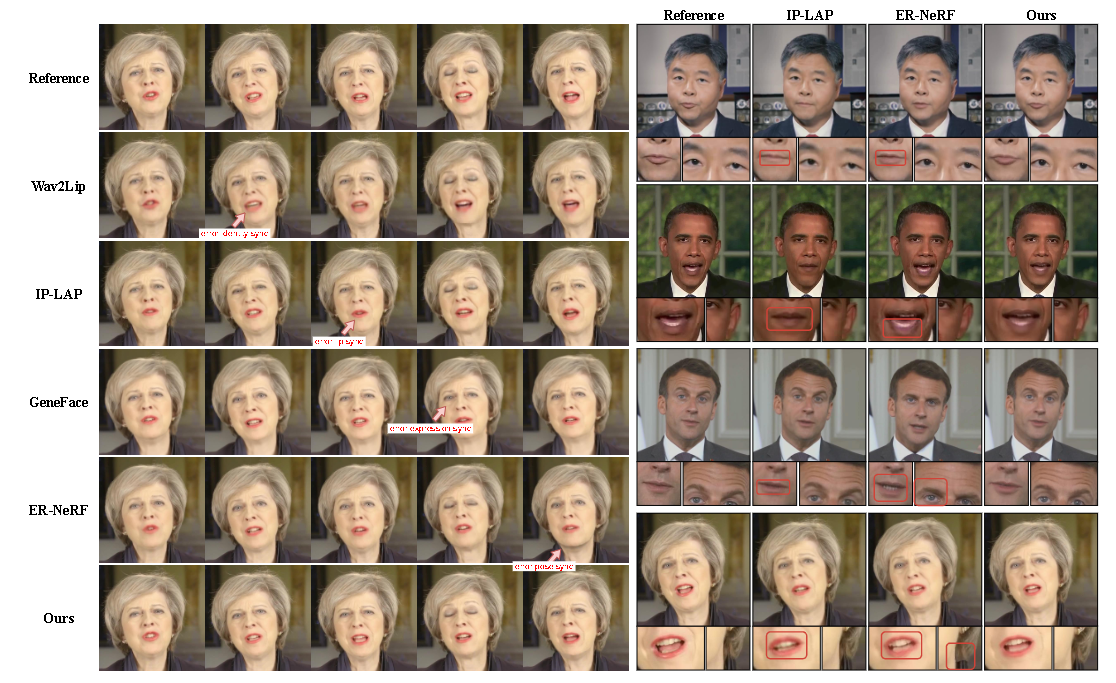 Reference IP-LAP ER-NeRF Ours
Reference
Wav2Lip
error identity sync
IP-LAP
error lip sync
GeneFace
error expression sync
ER-NeRF
error pose sync
Ours